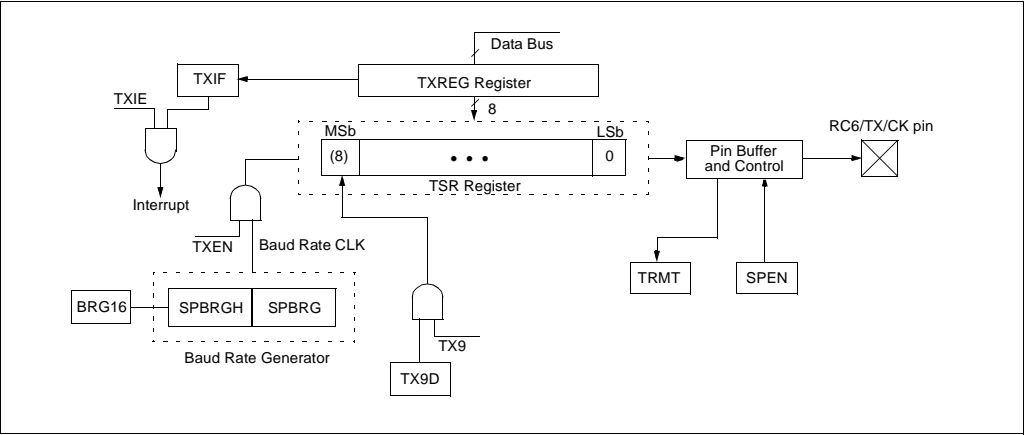 Data Bus
TXIF
TXREG Register
TXIE
8
MSb
LSb
(8)
• • •
0
TSR Register
RC6/TX/CK pin
Pin Buffer
and Control
Interrupt
TXEN
Baud Rate CLK
TRMT
SPEN
BRG16
SPBRGH
SPBRG
TX9
Baud Rate Generator
TX9D